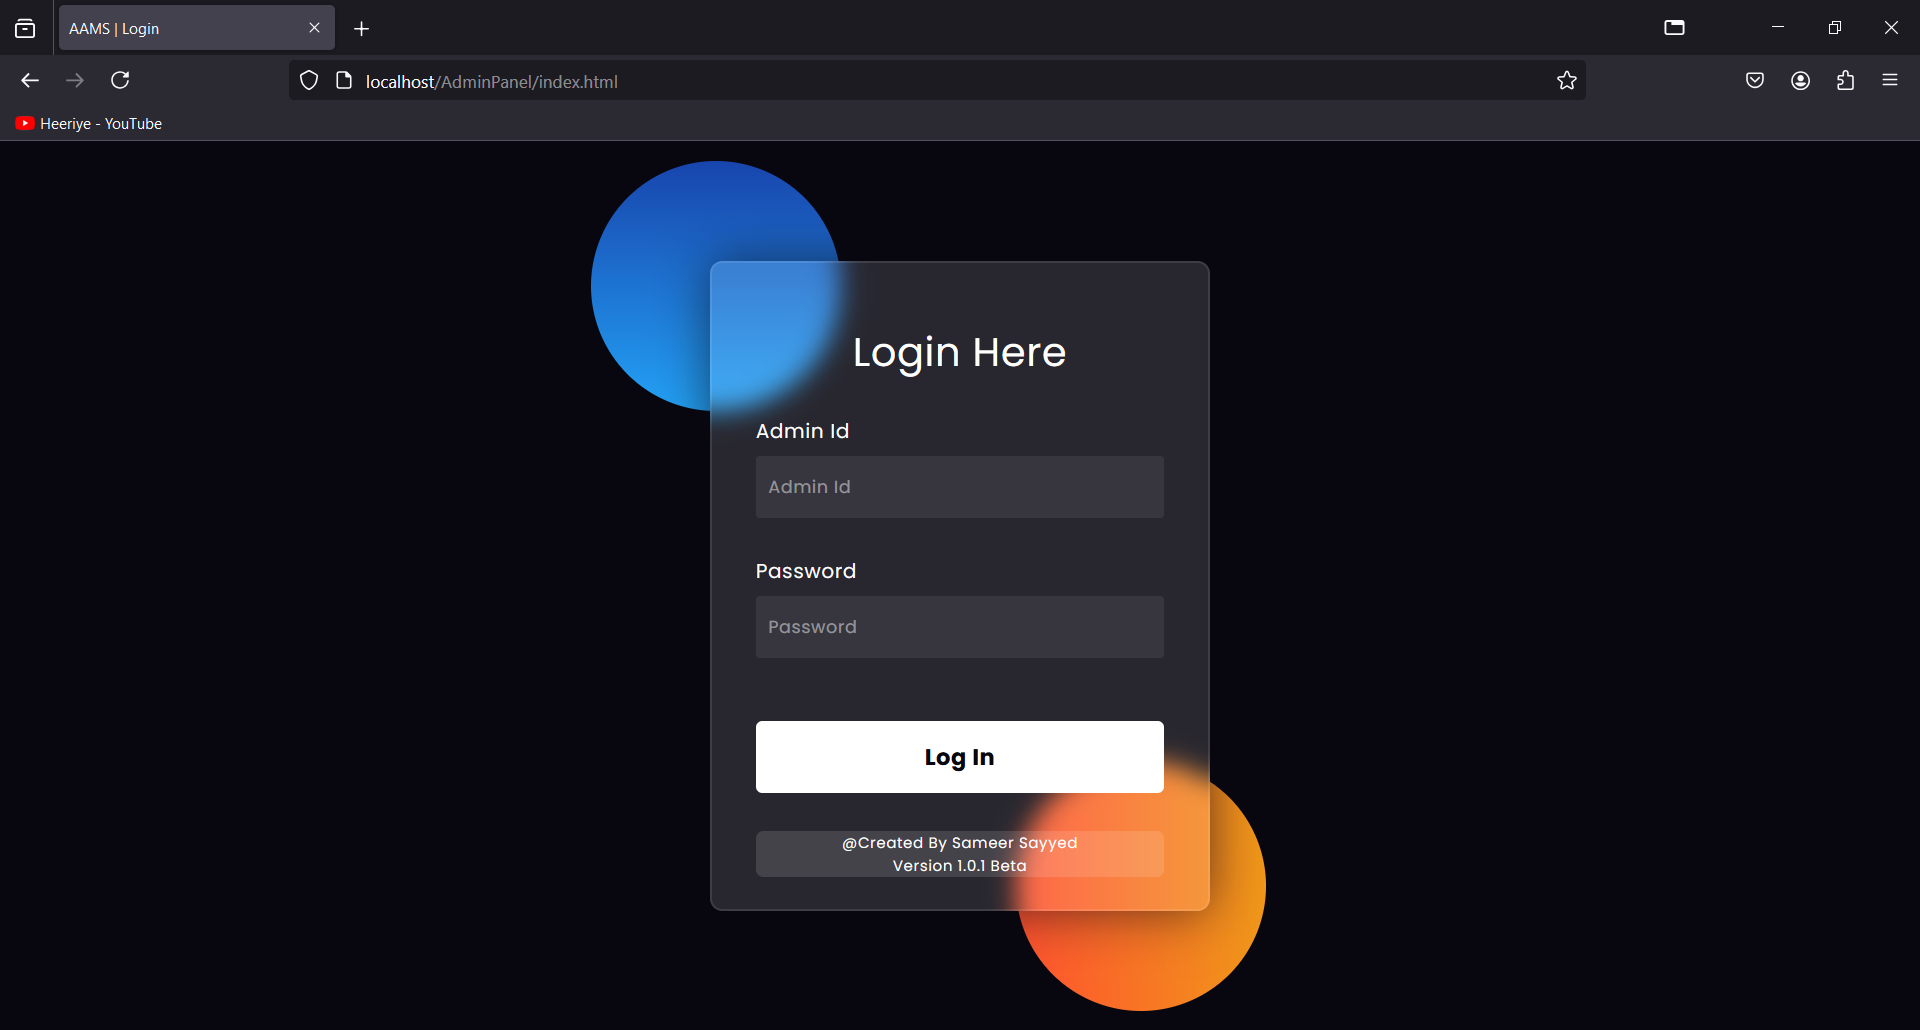 AAMS | Login
localhost/AdminPanel/index.html
Heeriye - YouTube
Login Here
Admin Id
Admin Id
Password
Password
Log In
@Created By Sameer Sayyed
Version 1.0.1 Beta